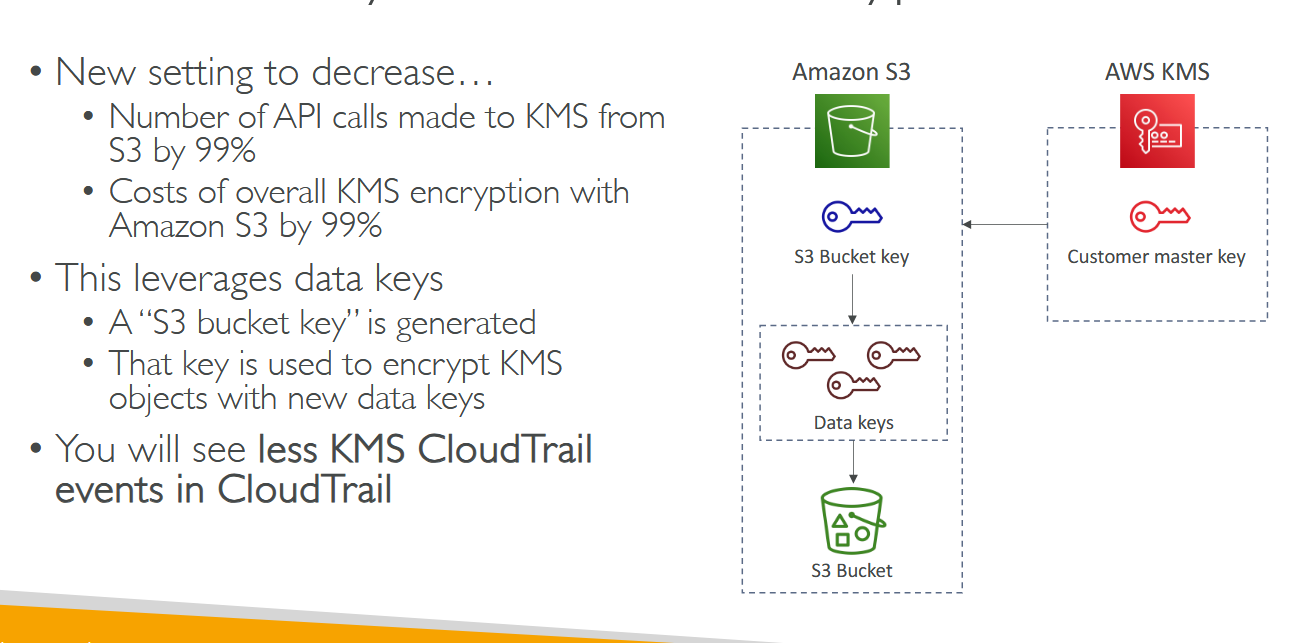 • New setting to decrease…
• Number of API calls made to KMS from
S3 by 99%
• Costs of overall KMS encryption with
Amazon S3 by 99%
• This leverages data keys
• A “S3 bucket key” is generated
• That key is used to encrypt KMS
objects with new data keys
• You will see less KMS CloudTrail
events in CloudTrail
Amazon S3
AWS KMS
S3 Bucket key
Customer master key
Data keys
S3 Bucket